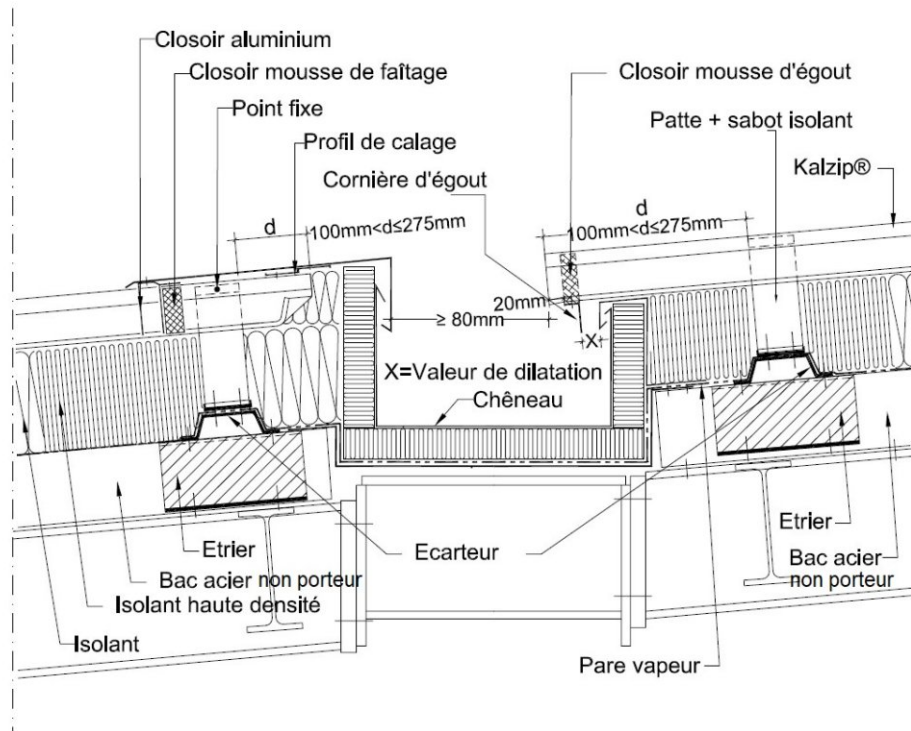 Closoir aluminium
Closoir mousse de faîtage
Closoir mousse d'égout
Point fixe
Patte + sabot isolant
Profil de calage
Kalzip®
Cornière d'égout
d
100mm<d≤275mm
d
100mm<d≤275mm
20mm
≥ 80mm
X
X=Valeur de dilatation
Chêneau
Etrier
Ecarteur
Etrier
Bac acier non porteur
Bac acier
non porteur
Isolant haute densité
Isolant
Pare vapeur